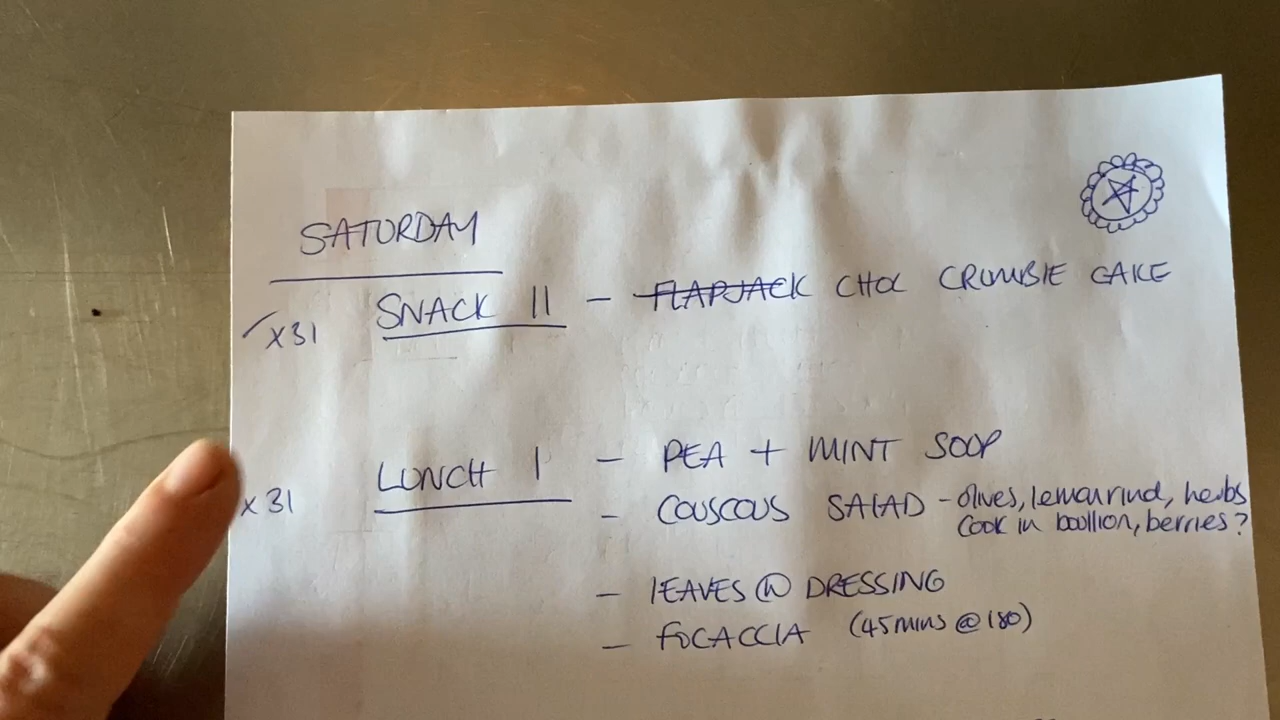 SATURDAY
x31 SNACK 11 - FLAPJACK CHOC CRUMBLE CAKE
x31 LUNCH 1 - PEA + MINT SOUP
- COUSCOUS SALAD - olives, lemon rind, herbs
cook in boullion, berries?
- LEAVES @ DRESSING
- FOCACCIA (45mins @ 180)